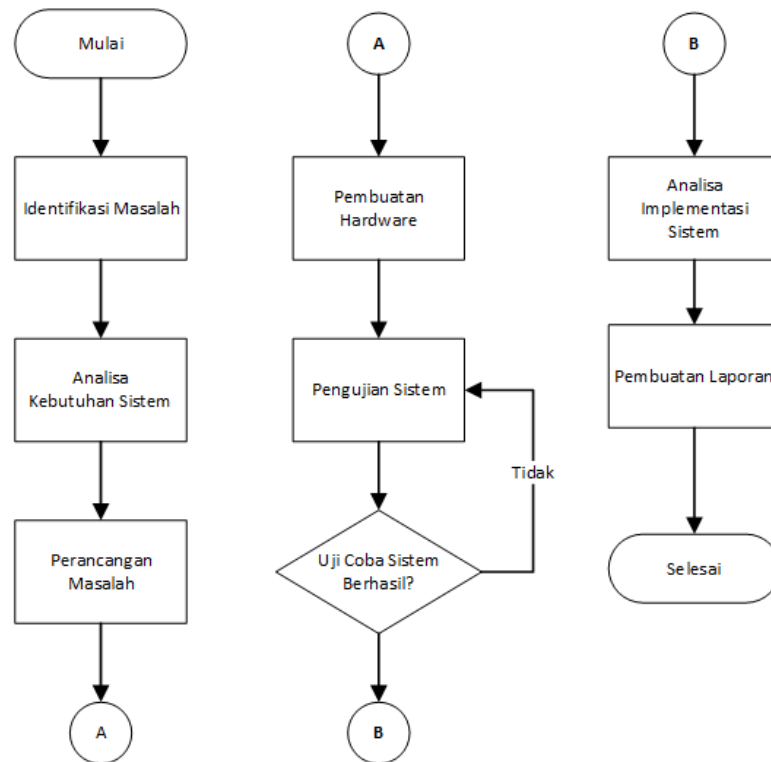 Mulai
Identifikasi Masalah
Analisa
Kebutuhan Sistem
Perancangan
Masalah
A
A
Pembuatan
Hardware
Pengujian Sistem
Tidak
Uji Coba Sistem
Berhasil?
B
B
Analisa
Implementasi
Sistem
Pembuatan Laporan
Selesai